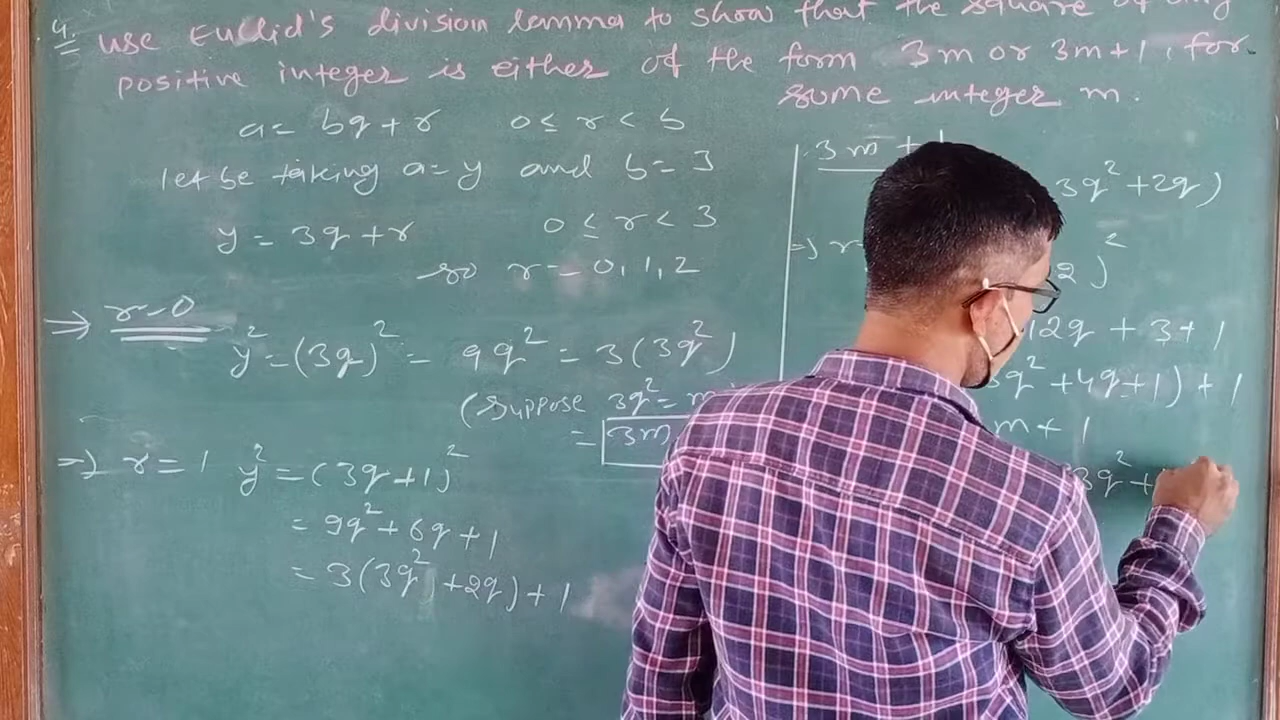 4. Use Euclid's division lemma to show that the square of any
positive integer is either of the form 3m or 3m+1, for
some integer m.
a = bq + r 0 ≤ r < b
let be taking a = y and b = 3
y = 3q + r 0 ≤ r < 3
so r = 0, 1, 2
⇒ r = 0
y² = (3q)² = 9q² = 3(3q²)
(Suppose 3q² = m
= 3m
⇒ r = 1 y² = (3q+1)²
= 9q² + 6q + 1
= 3(3q² + 2q) + 1
3m + 1
3q² + 2q)
⇒ r
2)²
12q + 3 + 1
3q² + 4q + 1) + 1
m + 1
3q² +